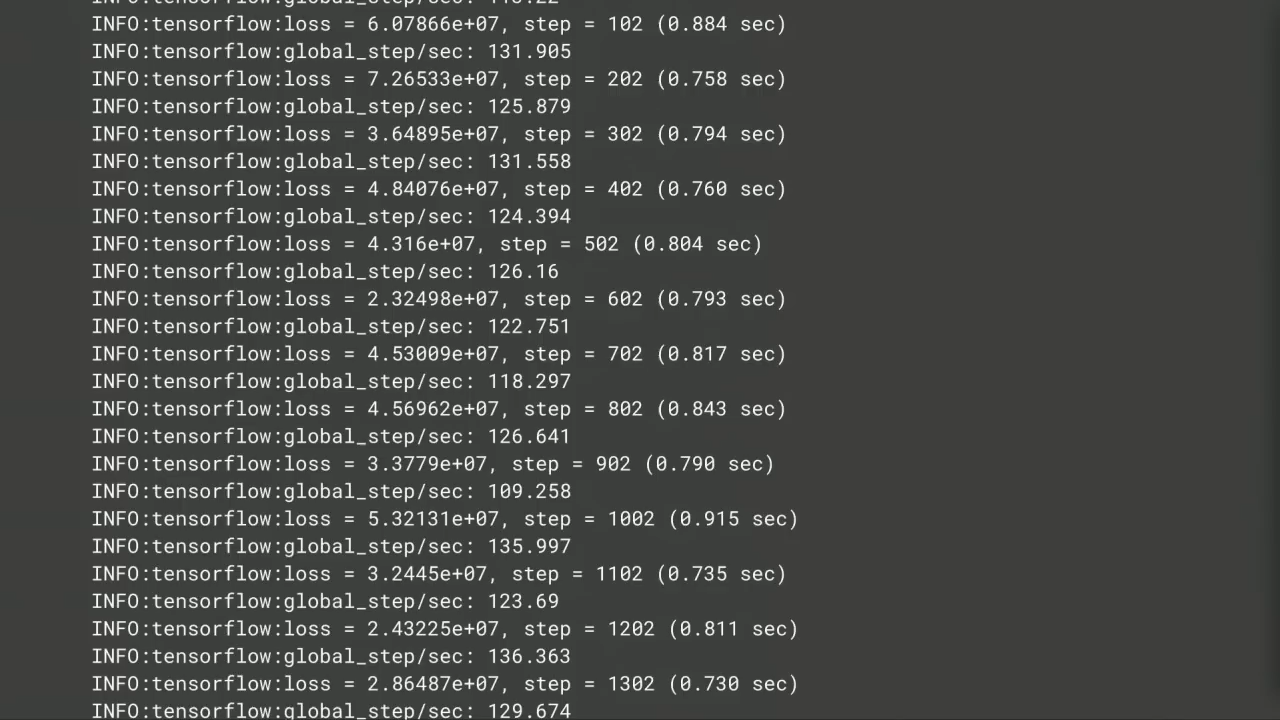 INFO:tensorflow:loss = 6.07866e+07, step = 102 (0.884 sec)
INFO:tensorflow:global_step/sec: 131.905
INFO:tensorflow:loss = 7.26533e+07, step = 202 (0.758 sec)
INFO:tensorflow:global_step/sec: 125.879
INFO:tensorflow:loss = 3.64895e+07, step = 302 (0.794 sec)
INFO:tensorflow:global_step/sec: 131.558
INFO:tensorflow:loss = 4.84076e+07, step = 402 (0.760 sec)
INFO:tensorflow:global_step/sec: 124.394
INFO:tensorflow:loss = 4.316e+07, step = 502 (0.804 sec)
INFO:tensorflow:global_step/sec: 126.16
INFO:tensorflow:loss = 2.32498e+07, step = 602 (0.793 sec)
INFO:tensorflow:global_step/sec: 122.751
INFO:tensorflow:loss = 4.53009e+07, step = 702 (0.817 sec)
INFO:tensorflow:global_step/sec: 118.297
INFO:tensorflow:loss = 4.56962e+07, step = 802 (0.843 sec)
INFO:tensorflow:global_step/sec: 126.641
INFO:tensorflow:loss = 3.3779e+07, step = 902 (0.790 sec)
INFO:tensorflow:global_step/sec: 109.258
INFO:tensorflow:loss = 5.32131e+07, step = 1002 (0.915 sec)
INFO:tensorflow:global_step/sec: 135.997
INFO:tensorflow:loss = 3.2445e+07, step = 1102 (0.735 sec)
INFO:tensorflow:global_step/sec: 123.69
INFO:tensorflow:loss = 2.43225e+07, step = 1202 (0.811 sec)
INFO:tensorflow:global_step/sec: 136.363
INFO:tensorflow:loss = 2.86487e+07, step = 1302 (0.730 sec)
INFO:tensorflow:global_step/sec: 129.674